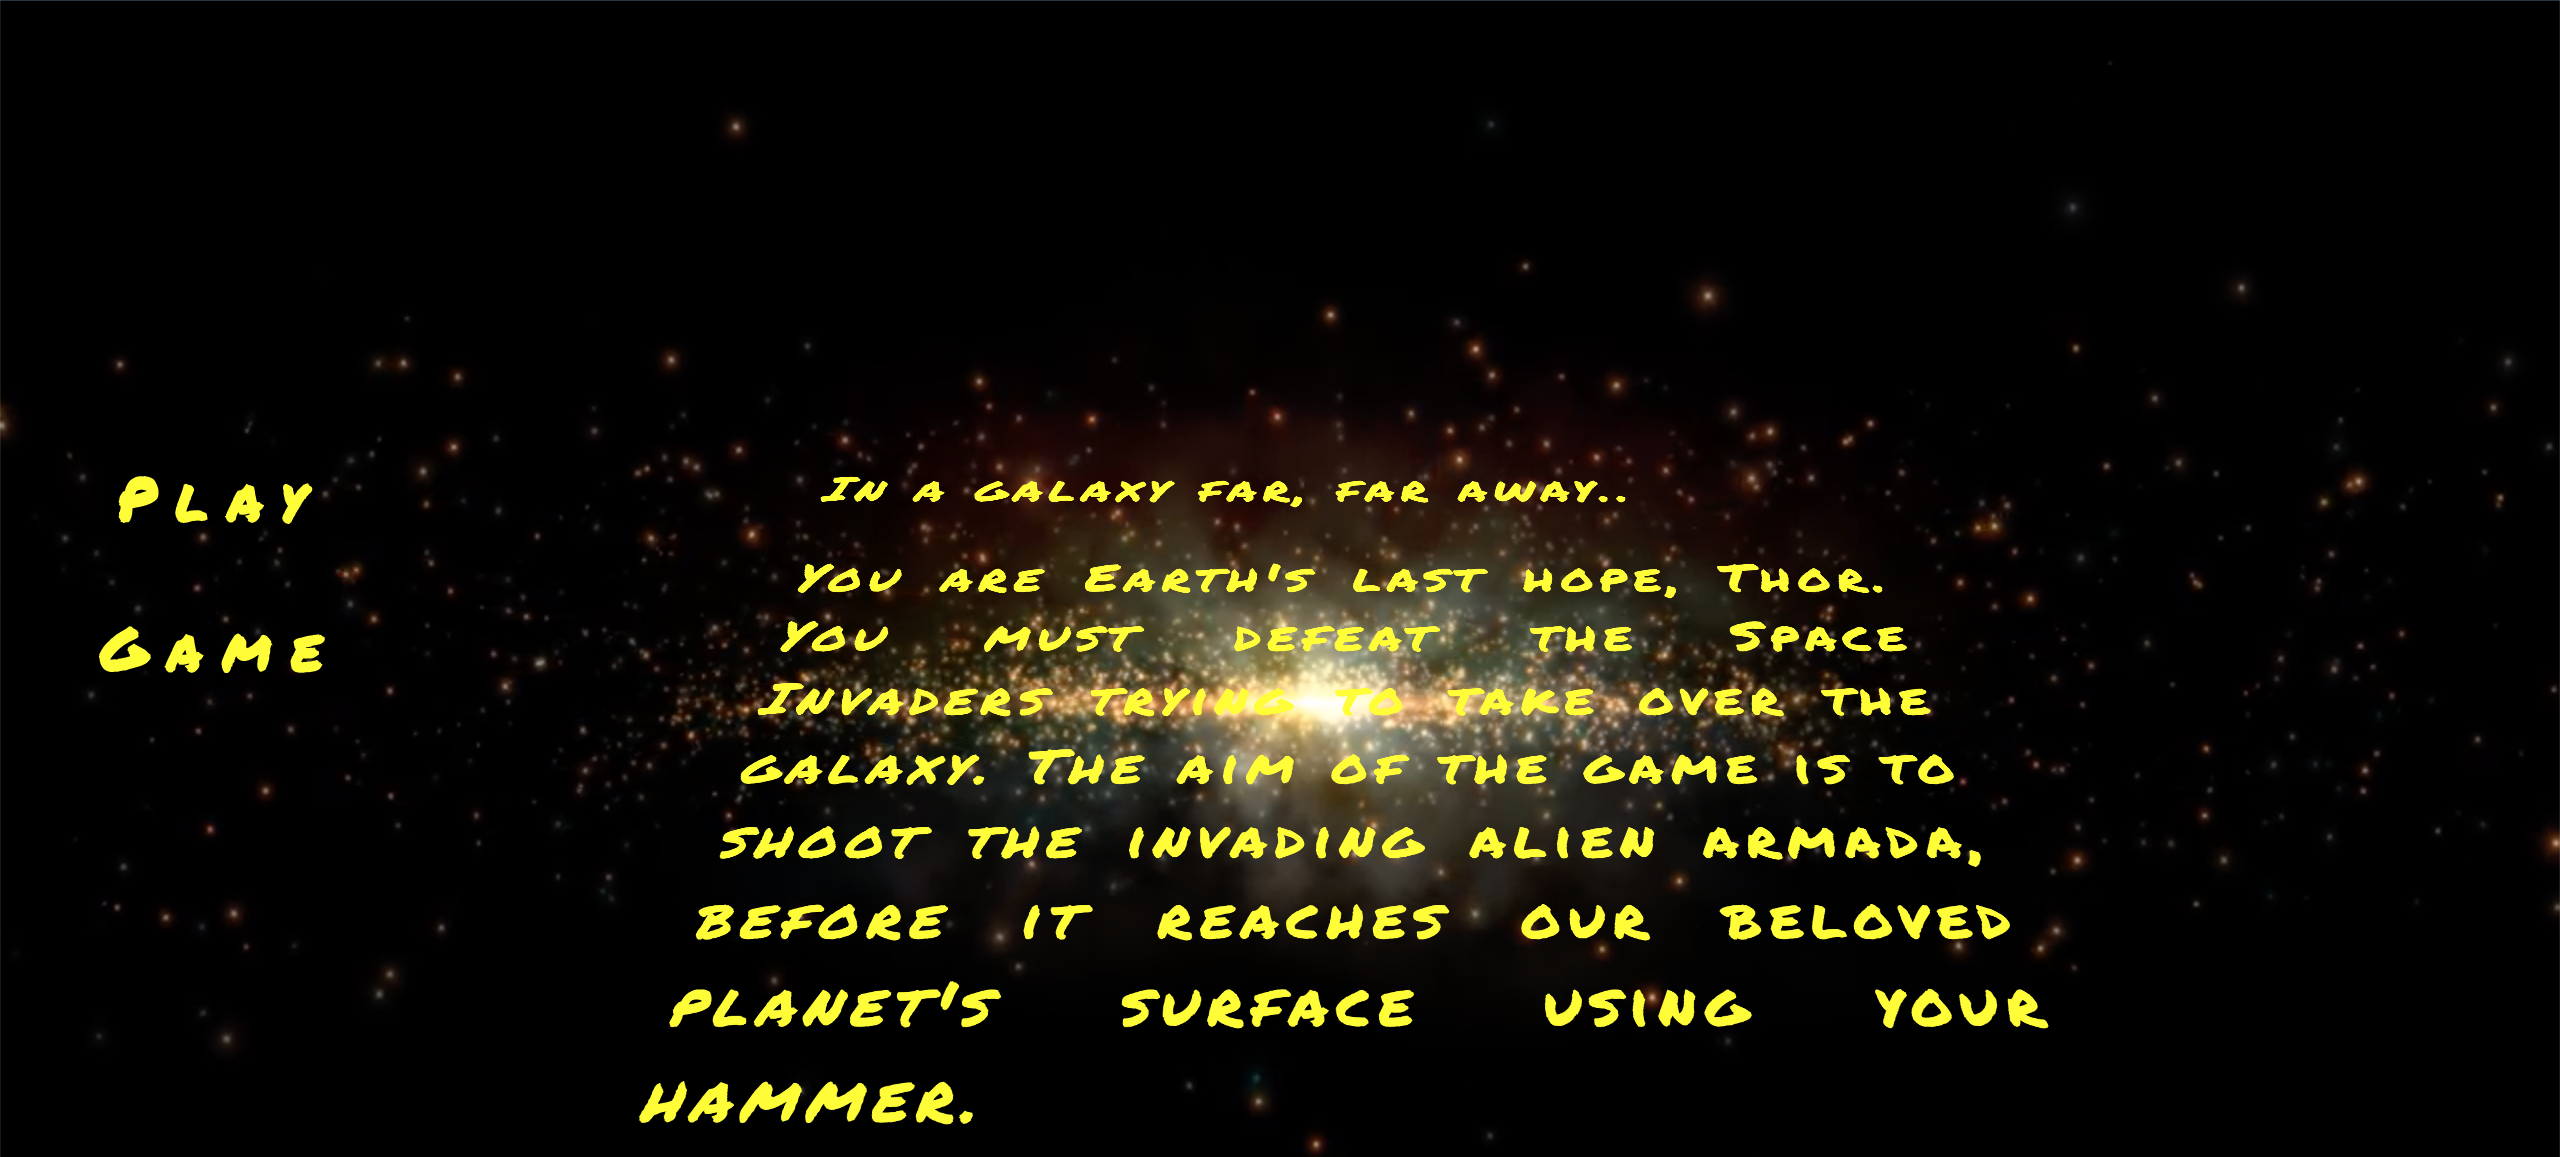 Play
Game
In a galaxy far, far away..
You are Earth's last hope, Thor.
You must defeat the Space
Invaders trying to take over the
galaxy. The aim of the game is to
shoot the invading alien armada,
before it reaches our beloved
planet's surface using your
hammer.